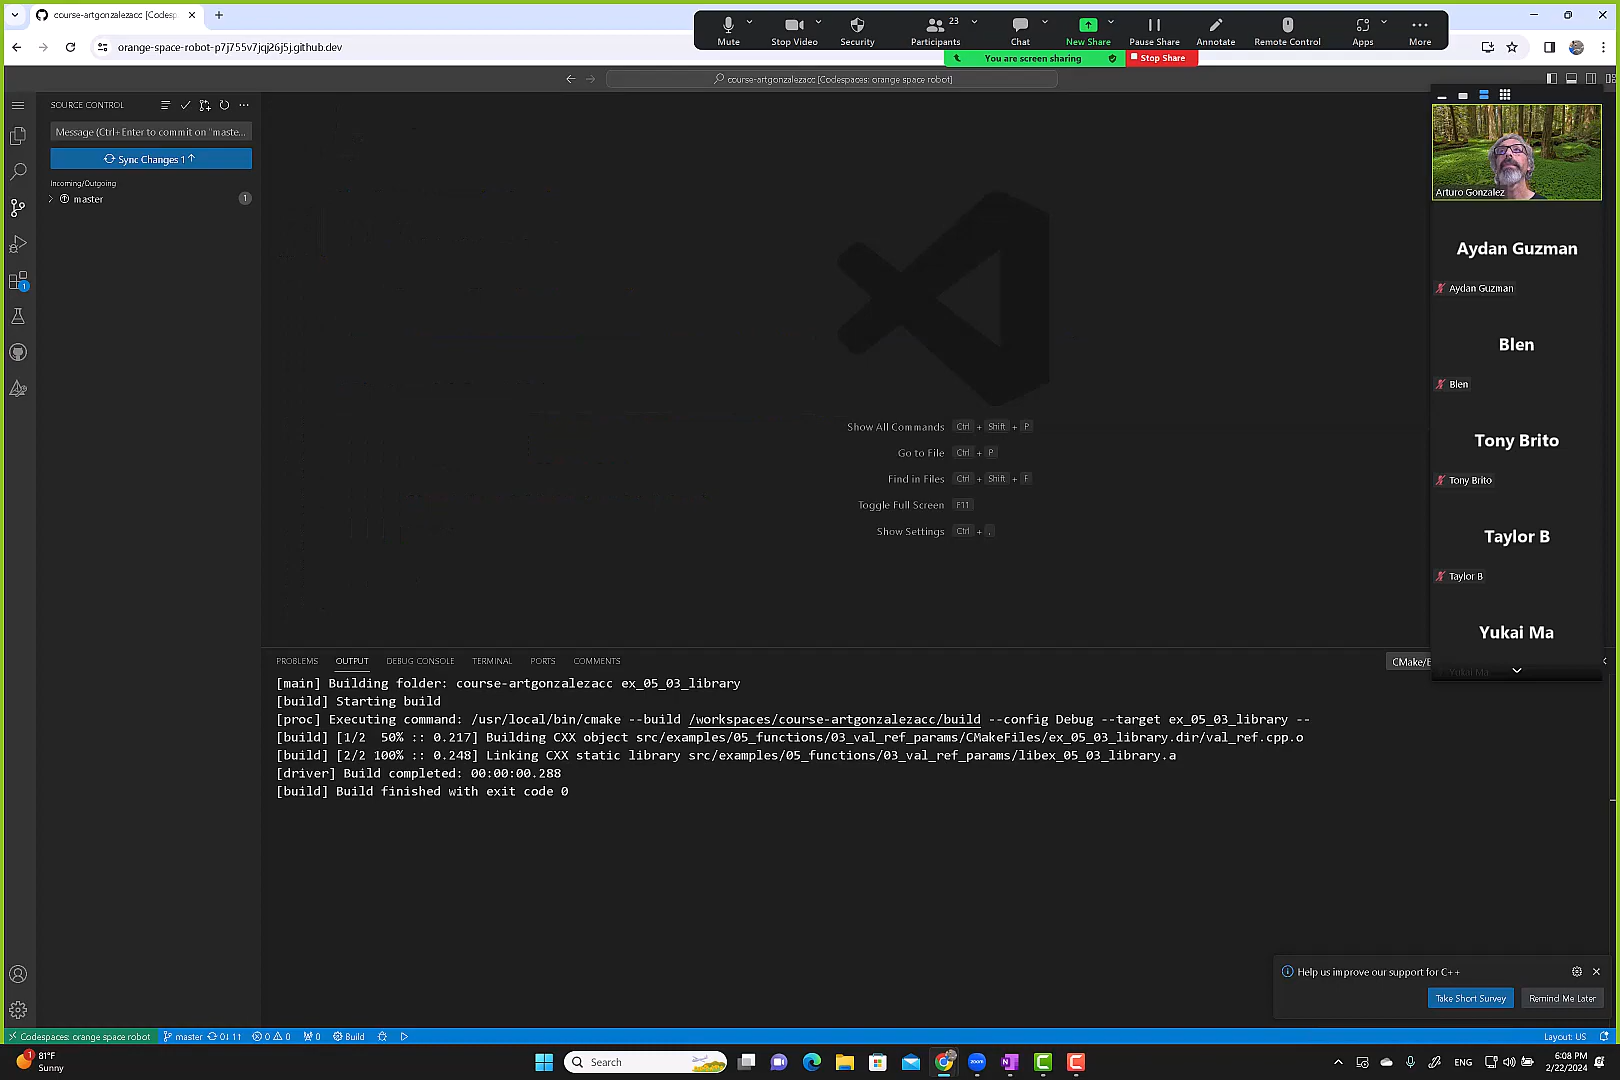 course-artgonzalezacc [Codesp
orange-space-robot-p7j755v7jqj26j5j.github.dev
Mute
Stop Video
Security
Participants
23
Chat
New Share
Pause Share
Annotate
Remote Control
Apps
More
You are screen sharing
Stop Share
course-artgonzalezacc [Codespaces: orange space robot]
SOURCE CONTROL
Message (Ctrl+Enter to commit on "maste...
Sync Changes 1↑
Incoming/Outgoing
master
1
1
Show All Commands Ctrl + Shift + P
Go to File Ctrl + P
Find in Files Ctrl + Shift + F
Toggle Full Screen F11
Show Settings Ctrl + ,
Arturo Gonzalez
Aydan Guzman
Aydan Guzman
Blen
Blen
Tony Brito
Tony Brito
Taylor B
Taylor B
Yukai Ma
Yukai Ma
PROBLEMS OUTPUT DEBUG CONSOLE TERMINAL PORTS COMMENTS
CMake/B
[main] Building folder: course-artgonzalezacc ex_05_03_library
[build] Starting build
[proc] Executing command: /usr/local/bin/cmake --build /workspaces/course-artgonzalezacc/build --config Debug --target ex_05_03_library --
[build] [1/2  50% :: 0.217] Building CXX object src/examples/05_functions/03_val_ref_params/CMakeFiles/ex_05_03_library.dir/val_ref.cpp.o
[build] [2/2 100% :: 0.248] Linking CXX static library src/examples/05_functions/03_val_ref_params/libex_05_03_library.a
[driver] Build completed: 00:00:00.288
[build] Build finished with exit code 0
Help us improve our support for C++
Take Short Survey
Remind Me Later
Codespaces: orange space robot
master
0↓ 1↑
0
0
0
Build
Layout: US
1
81°F
Sunny
Search
zoom
ENG
6:08 PM
2/22/2024